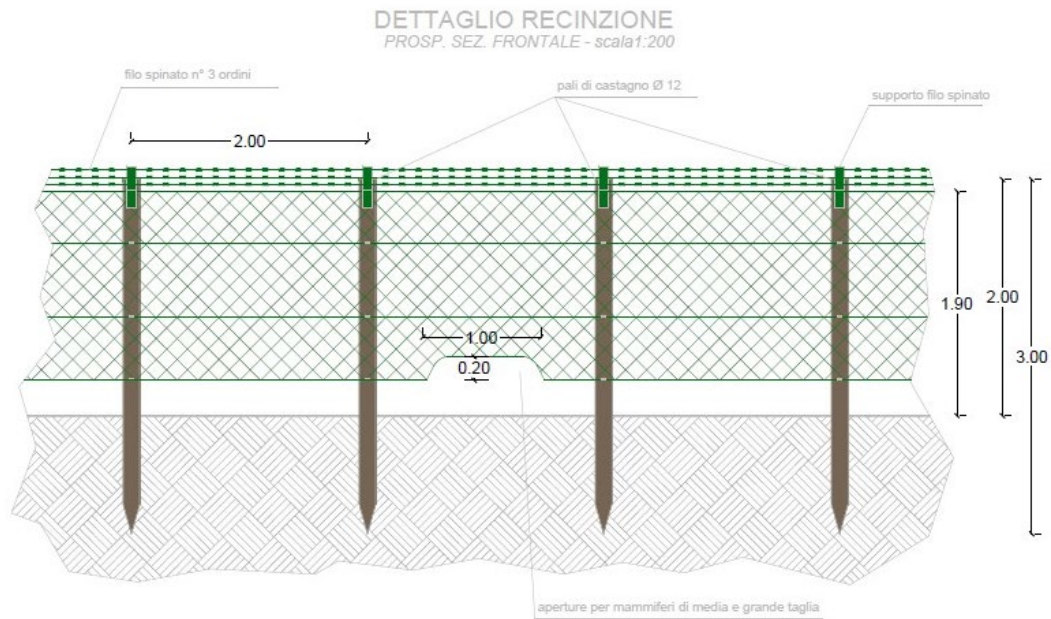 DETTAGLIO RECINZIONE
PROSP. SEZ. FRONTALE - scala1:200
filo spinato n° 3 ordini
pali di castagno Ø 12
supporto filo spinato
2.00
1.00
0.20
1.90
2.00
3.00
aperture per mammiferi di media e grande taglia